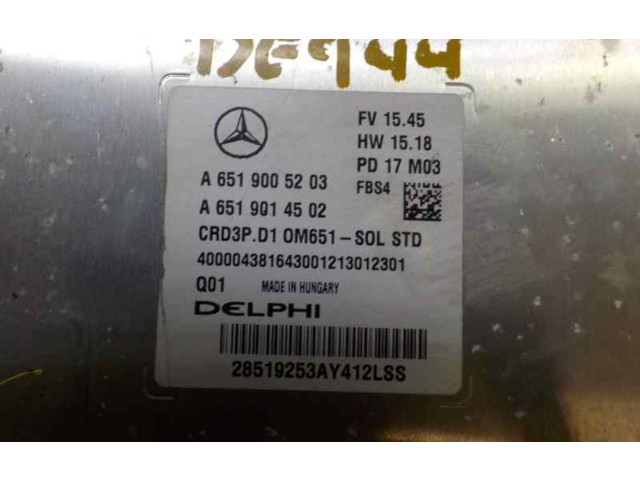 FV 15.45
HW 15.18
A 651 900 52 03 PD 17 M03
FBS4
A 651 901 45 02
CRD3P.D1 OM651-SOL STD
400004381643001213012301
Q01 MADE IN HUNGARY
DELPHI
28519253AY412LSS